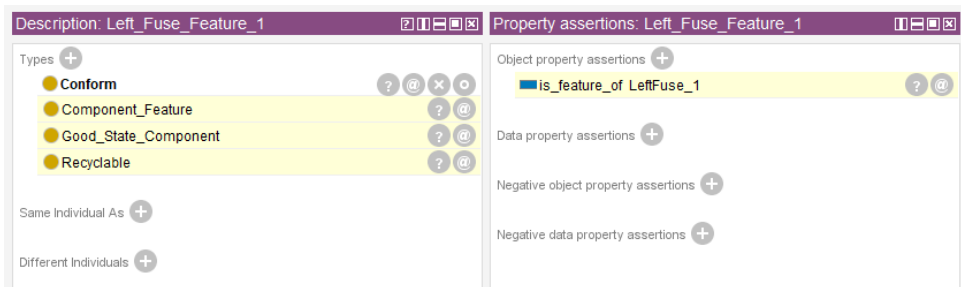 Description: Left_Fuse_Feature_1
Types
Conform
Component_Feature
Good_State_Component
Recyclable
Same Individual As
Different Individuals
Property assertions: Left_Fuse_Feature_1
Object property assertions
is_feature_of LeftFuse_1
Data property assertions
Negative object property assertions
Negative data property assertions